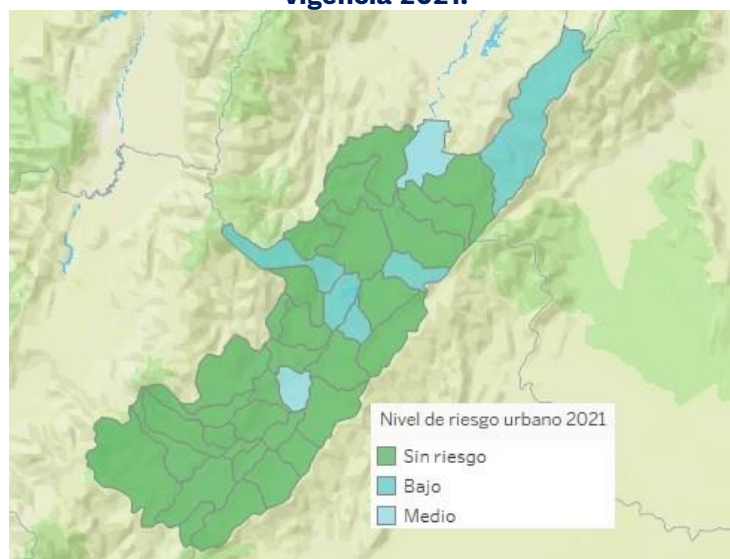 vigencia 2021.
Nivel de riesgo urbano 2021
Sin riesgo
Bajo
Medio